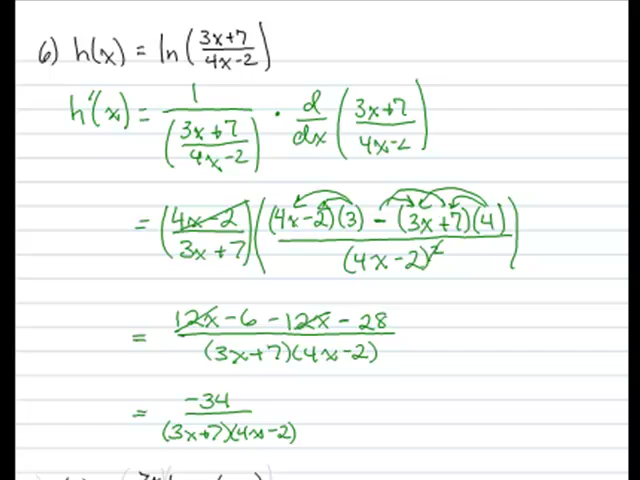 6) h(x) = ln(3x+7/4x-2)
h'(x) = 1/(3x+7/4x-2) · d/dx (3x+7/4x-2)
= (4x-2/3x+7)((4x-2)(3) - (3x+7)(4)/(4x-2)²)
= 12x-6-12x-28/(3x+7)(4x-2)
= -34/(3x+7)(4x-2)